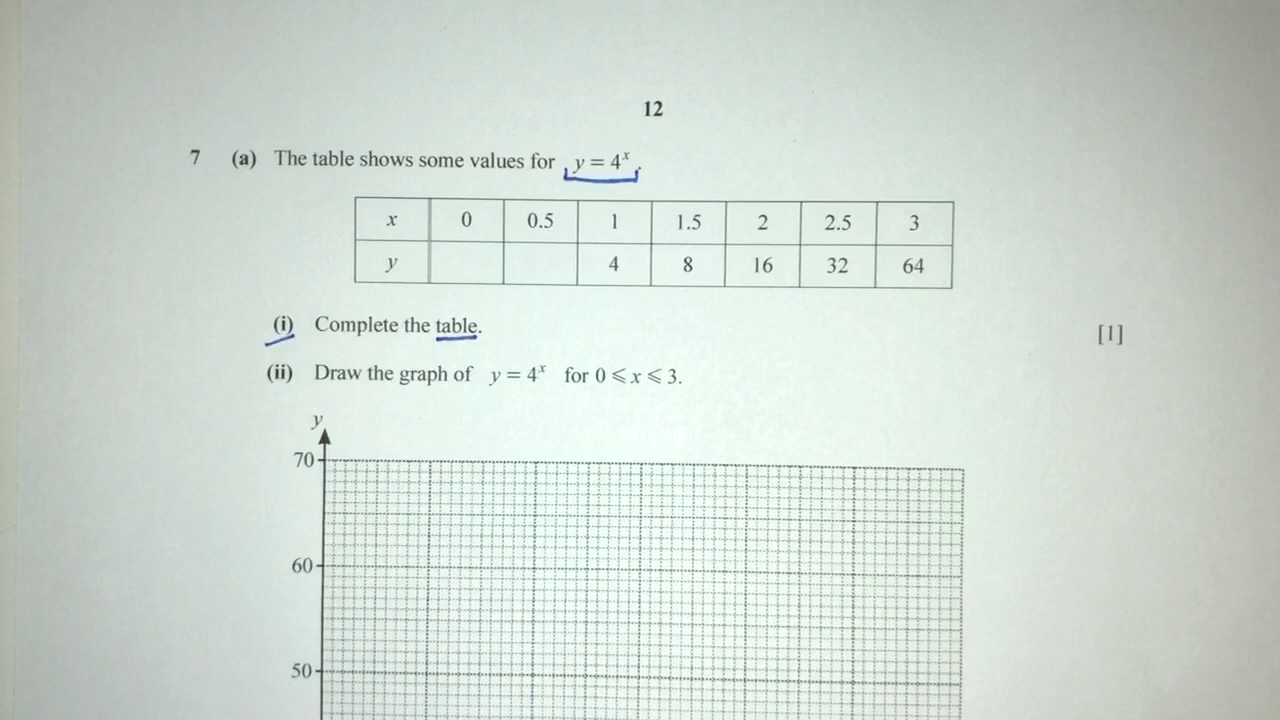 12
7 (a) The table shows some values for y = 4ˣ.
x 0 0.5 1 1.5 2 2.5 3
y 4 8 16 32 64
(i) Complete the table. [1]
(ii) Draw the graph of y = 4ˣ for 0 ⩽ x ⩽ 3.
y
70
60
50